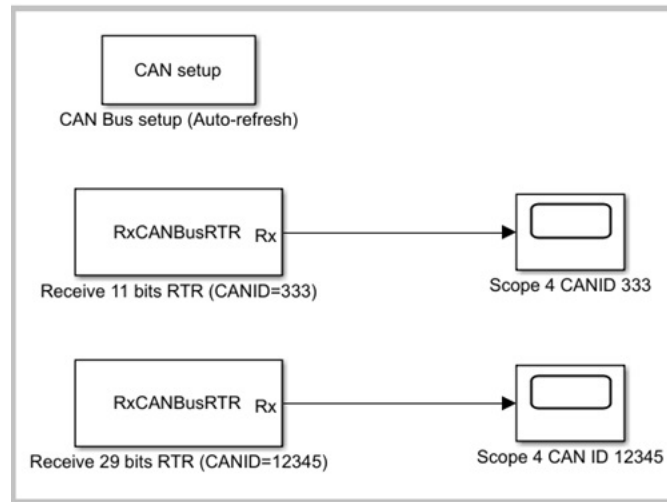 CAN setup
CAN Bus setup (Auto-refresh)
RxCANBusRTR Rx
Receive 11 bits RTR (CANID=333)
Scope 4 CANID 333
RxCANBusRTR Rx
Receive 29 bits RTR (CANID=12345)
Scope 4 CAN ID 12345